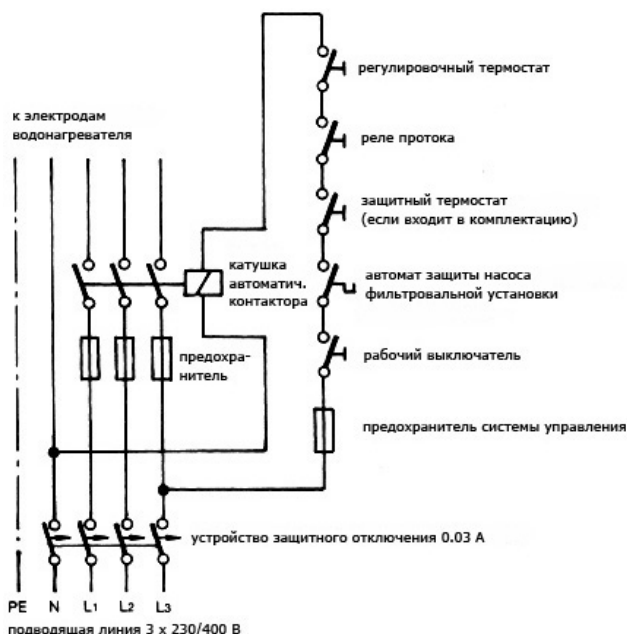 регулировочный термостат
к электродам
водонагревателя
реле протока
защитный термостат
(если входит в комплектацию)
катушка
автоматич.
контактора
автомат защиты насоса
фильтровальной установки
предохра-
нитель
рабочий выключатель
предохранитель системы управления
устройство защитного отключения 0.03 А
PE N L1 L2 L3
подводящая линия 3 x 230/400 В